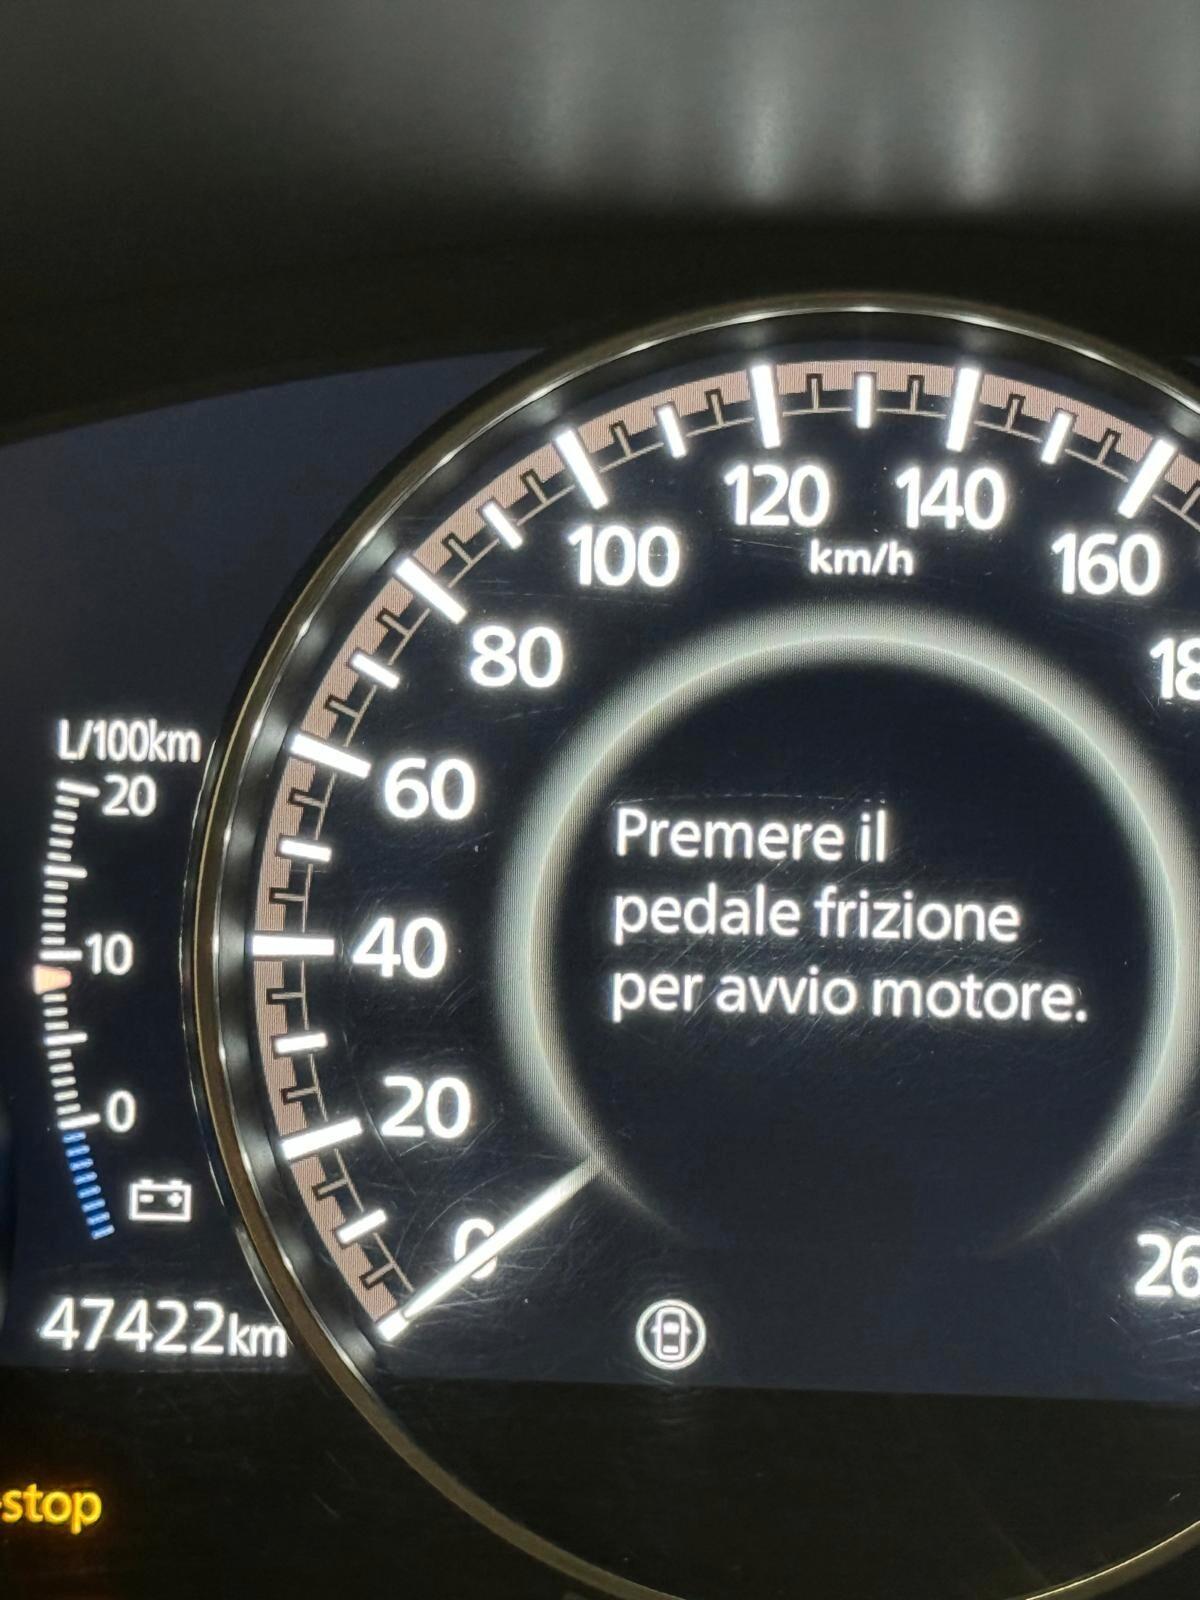 120 140
100 km/h 160
80
L/100km
20 60
Premere il
pedale frizione
10 40
per avvio motore.
20
0
0
47422km
stop